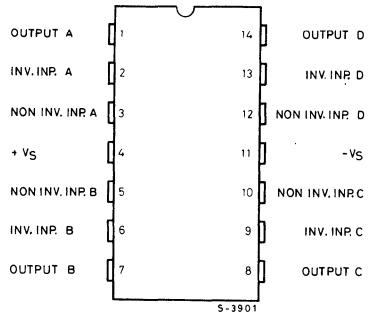 OUTPUT A 1 14 OUTPUT D
INV. INP. A 2 13 INV. INP. D
NON INV. INP. A 3 12 NON INV. INP. D
+ VS 4 11 -VS
NON INV. INP. B 5 10 NON INV. INP. C
INV. INP. B 6 9 INV. INP. C
OUTPUT B 7 8 OUTPUT C
S-3901